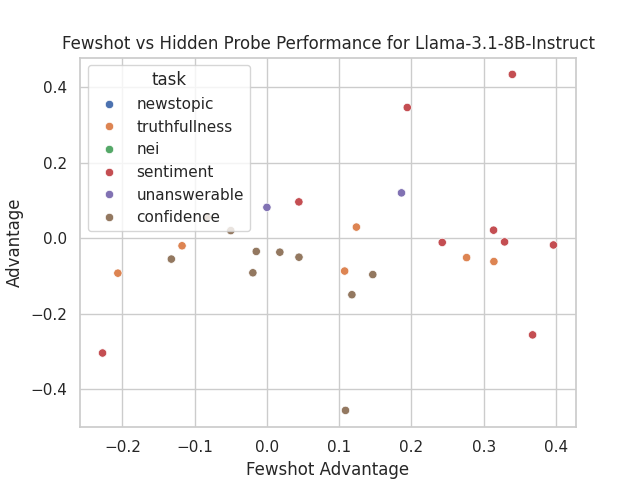 Fewshot vs Hidden Probe Performance for Llama-3.1-8B-Instruct
task
newstopic
truthfullness
nei
sentiment
unanswerable
confidence
Advantage
0.4
0.2
0.0
−0.2
−0.4
−0.2
−0.1
0.0
0.1
0.2
0.3
0.4
Fewshot Advantage